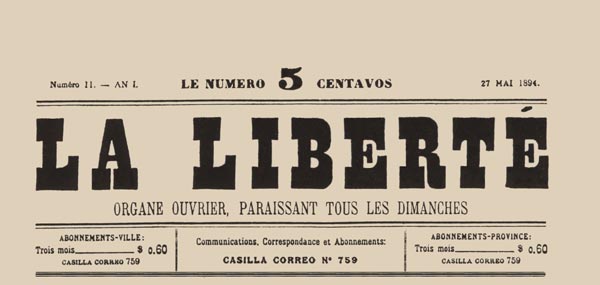 Numéro 11. — AN I. LE NUMERO 5 CENTAVOS 27 MAI 1894.
LA LIBERTÉ
ORGANE OUVRIER, PARAISSANT TOUS LES DIMANCHES
ABONNEMENTS-VILLE:
Trois mois $ 0.60
CASILLA CORREO 759
Communications, Correspondance et Abonnements:
CASILLA CORREO Nº 759
ABONNEMENTS-PROVINCE:
Trois mois $ 0.60
CASILLA CORREO 759